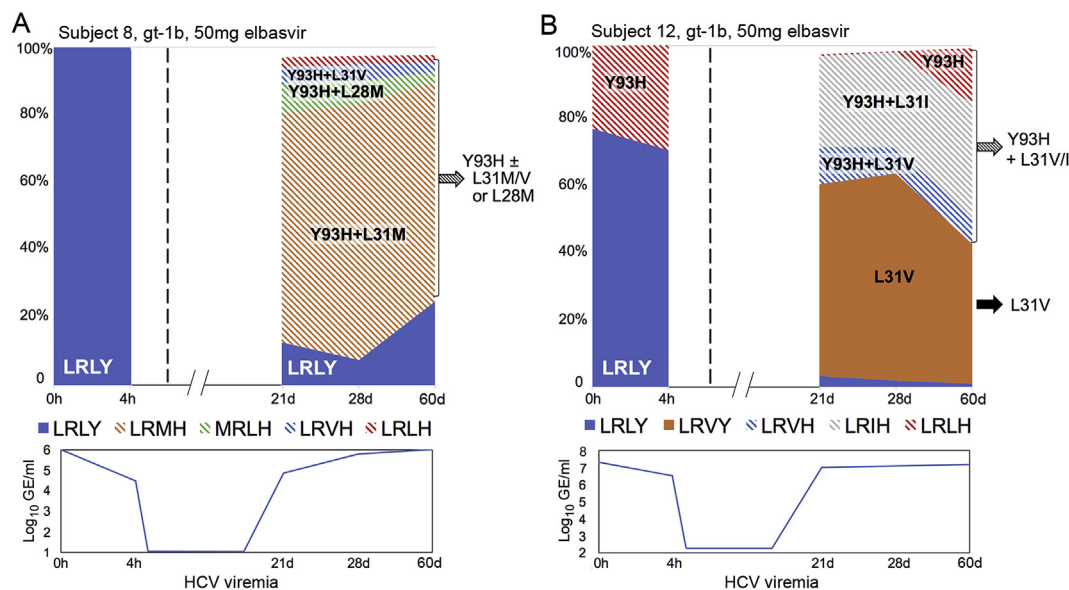 A
Subject 8, gt-1b, 50mg elbasvir
100%
80%
60%
40%
20%
0
LRLY
Y93H+L31V
Y93H+L28M
Y93H+L31M
LRLY
Y93H ±
L31M/V
or L28M
0h 4h 21d 28d 60d
LRLY LRMH MRLH LRVH LRLH
Log10 GE/ml
6
5
4
3
2
1
0h 4h 21d 28d 60d
HCV viremia
B
Subject 12, gt-1b, 50mg elbasvir
100%
80%
60%
40%
20%
0
Y93H
LRLY
Y93H
Y93H+L31I
Y93H+L31V
L31V
Y93H
+ L31V/I
L31V
0h 4h 21d 28d 60d
LRLY LRVY LRVH LRIH LRLH
Log10 GE/ml
8
7
6
5
4
3
2
0h 4h 21d 28d 60d
HCV viremia